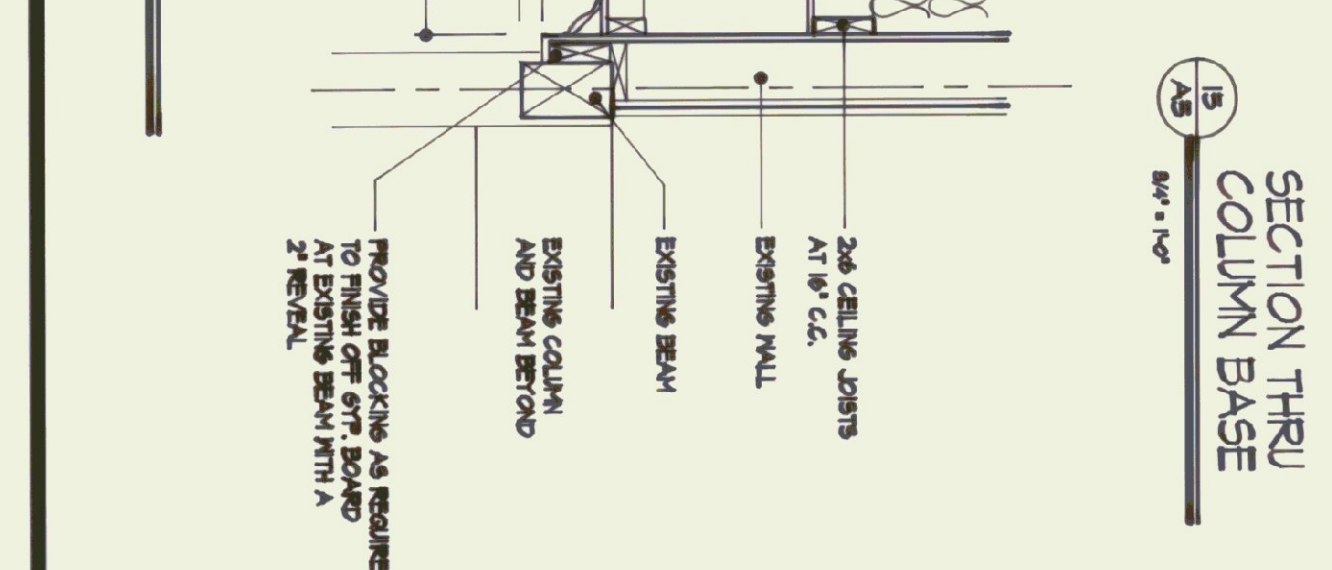 15
A5
SECTION THRU
COLUMN BASE
3/4" = 1'-0"
2x6 CEILING JOISTS
AT 16" C.C.
EXISTING WALL
EXISTING BEAM
EXISTING COLUMN
AND BEAM BEYOND
PROVIDE BLOCKING AS REQUIRE
TO FINISH OFF GYP. BOARD
AT EXISTING BEAM WITH A
2" REVEAL